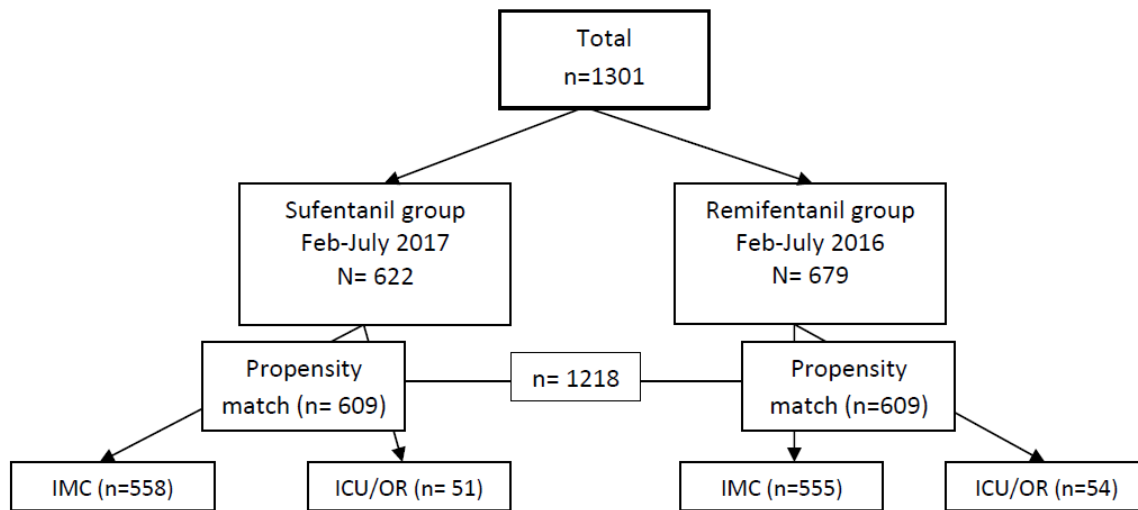 Total
n=1301
Sufentanil group
Feb-July 2017
N= 622
Remifentanil group
Feb-July 2016
N= 679
Propensity
match (n= 609)
n= 1218
Propensity
match (n=609)
IMC (n=558)
ICU/OR (n= 51)
IMC (n=555)
ICU/OR (n=54)